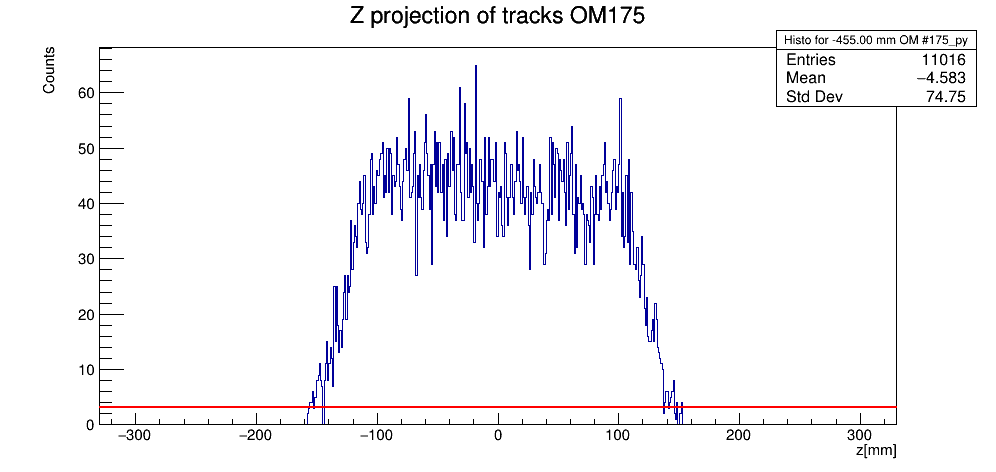 Z projection of tracks OM175
Histo for -455.00 mm OM #175_py
Entries 11016
Mean −4.583
Std Dev 74.75
Counts
60
50
40
30
20
10
0
−300 −200 −100 0 100 200 300
z[mm]